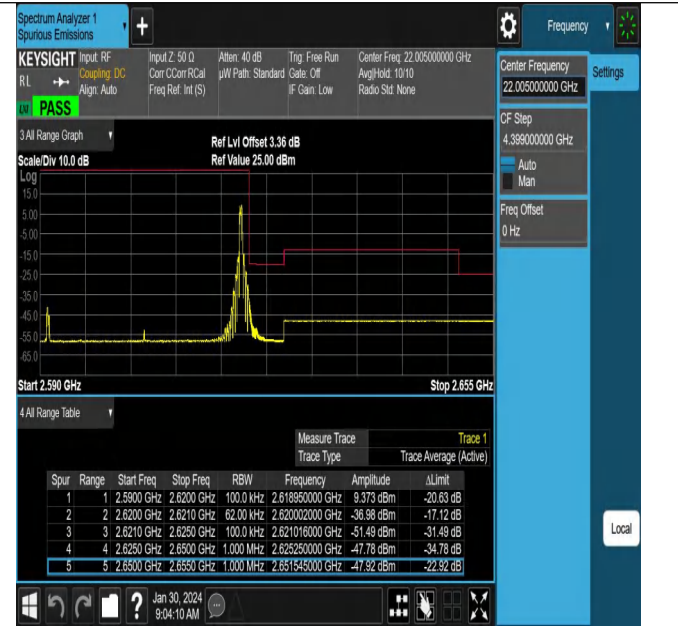 Spectrum Analyzer 1
Spurious Emissions
Frequency
KEYSIGHT Input: RF Input Z: 50 Ω Atten: 40 dB Trig: Free Run Center Freq: 22.005000000 GHz
RL Coupling: DC Corr CCorr RCal µW Path: Standard Gate: Off Avg|Hold: 10/10
Align: Auto Freq Ref: Int (S) IF Gain: Low Radio Std: None
PASS
Center Frequency
22.005000000 GHz
Settings
CF Step
4.399000000 GHz
Auto
Man
Freq Offset
0 Hz
3 All Range Graph
Ref Lvl Offset 3.36 dB
Scale/Div 10.0 dB Ref Value 25.00 dBm
Log
15.0
5.00
-5.00
-15.0
-25.0
-35.0
-45.0
-55.0
-65.0
Start 2.590 GHz Stop 2.655 GHz
4 All Range Table
Measure Trace Trace 1
Trace Type Trace Average (Active)
Spur Range Start Freq Stop Freq RBW Frequency Amplitude ΔLimit
1 1 2.5900 GHz 2.6200 GHz 100.0 kHz 2.618950000 GHz 9.373 dBm -20.63 dB
2 2 2.6200 GHz 2.6210 GHz 62.00 kHz 2.620002000 GHz -36.98 dBm -17.12 dB
3 3 2.6210 GHz 2.6250 GHz 100.0 kHz 2.621016000 GHz -51.49 dBm -31.49 dB
4 4 2.6250 GHz 2.6500 GHz 1.000 MHz 2.625250000 GHz -47.78 dBm -34.78 dB
5 5 2.6500 GHz 2.6550 GHz 1.000 MHz 2.651545000 GHz -47.92 dBm -22.92 dB
Local
Jan 30, 2024
9:04:10 AM